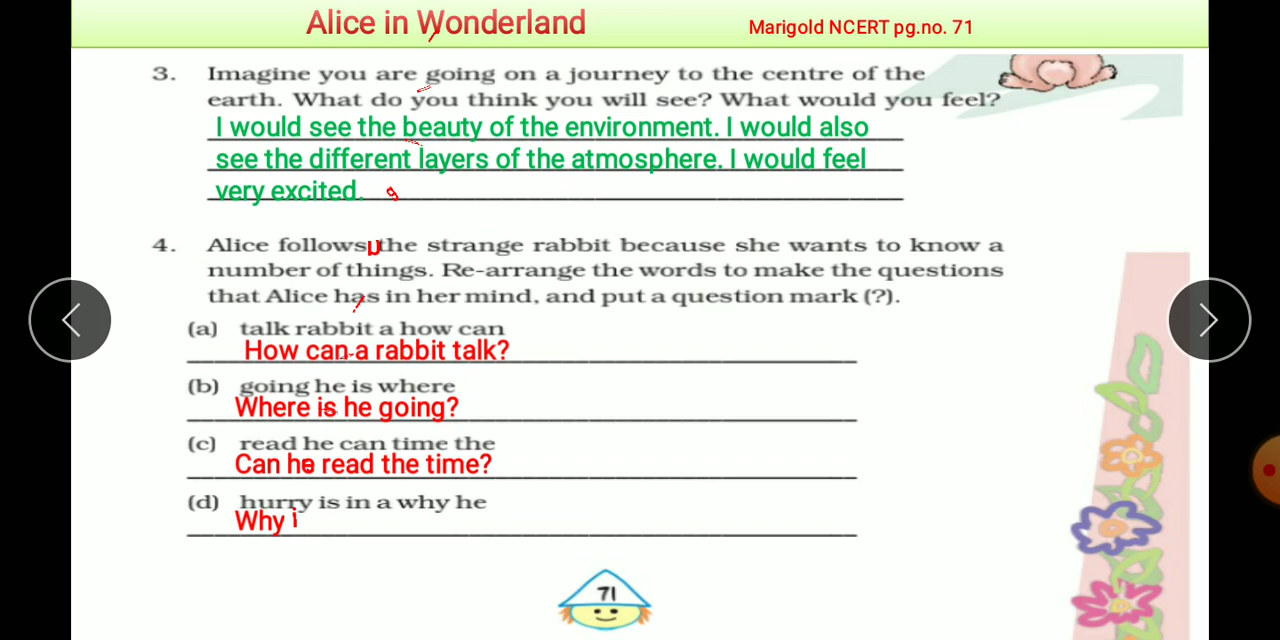 Alice in Wonderland
Marigold NCERT pg.no. 71
3. Imagine you are going on a journey to the centre of the
earth. What do you think you will see? What would you feel?
I would see the beauty of the environment. I would also
see the different layers of the atmosphere. I would feel
very excited.
4. Alice follows the strange rabbit because she wants to know a
number of things. Re-arrange the words to make the questions
that Alice has in her mind, and put a question mark (?).
(a) talk rabbit a how can
How can a rabbit talk?
(b) going he is where
Where is he going?
(c) read he can time the
Can he read the time?
(d) hurry is in a why he
Why i
71